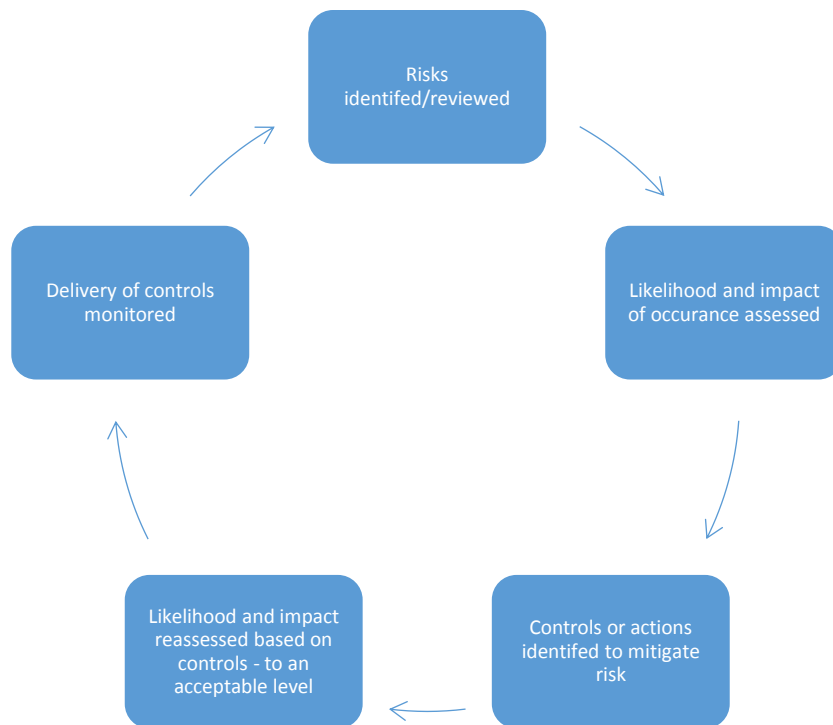 Risks
identifed/reviewed
Likelihood and impact
of occurance assessed
Controls or actions
identifed to mitigate
risk
Likelihood and impact
reassessed based on
controls - to an
acceptable level
Delivery of controls
monitored